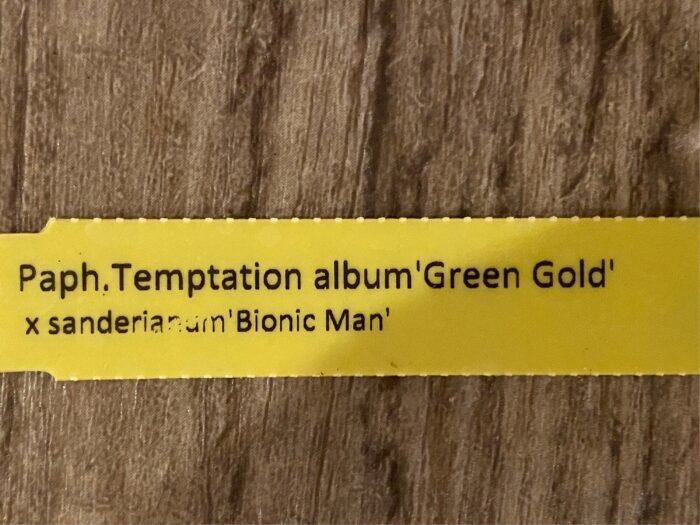 Paph.Temptation album'Green Gold'
x sanderianum'Bionic Man'